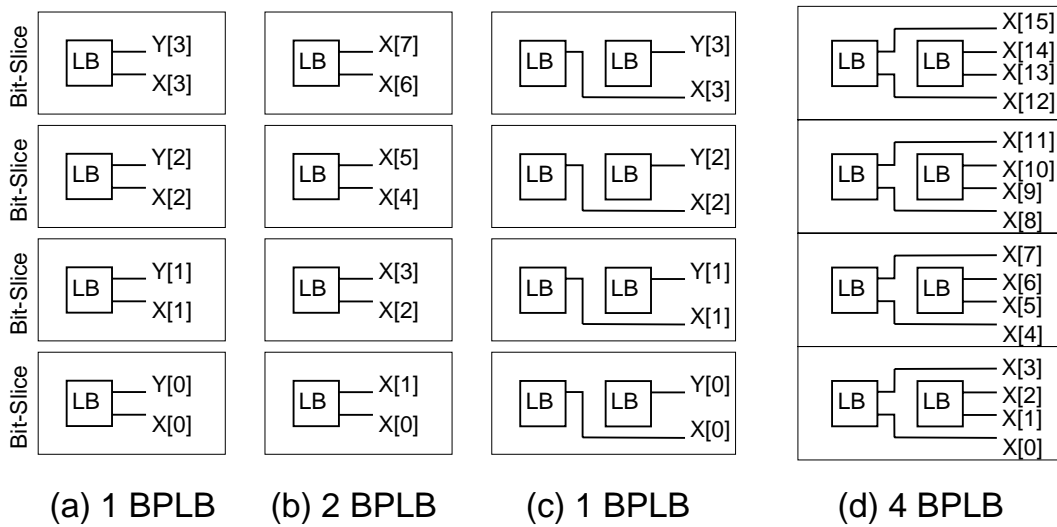 Bit-Slice
LB
Y[3]
X[3]
LB
X[7]
X[6]
LB
LB
Y[3]
X[3]
LB
LB
X[15]
X[14]
X[13]
X[12]
Bit-Slice
LB
Y[2]
X[2]
LB
X[5]
X[4]
LB
LB
Y[2]
X[2]
LB
LB
X[11]
X[10]
X[9]
X[8]
Bit-Slice
LB
Y[1]
X[1]
LB
X[3]
X[2]
LB
LB
Y[1]
X[1]
LB
LB
X[7]
X[6]
X[5]
X[4]
Bit-Slice
LB
Y[0]
X[0]
LB
X[1]
X[0]
LB
LB
Y[0]
X[0]
LB
LB
X[3]
X[2]
X[1]
X[0]
(a) 1 BPLB
(b) 2 BPLB
(c) 1 BPLB
(d) 4 BPLB